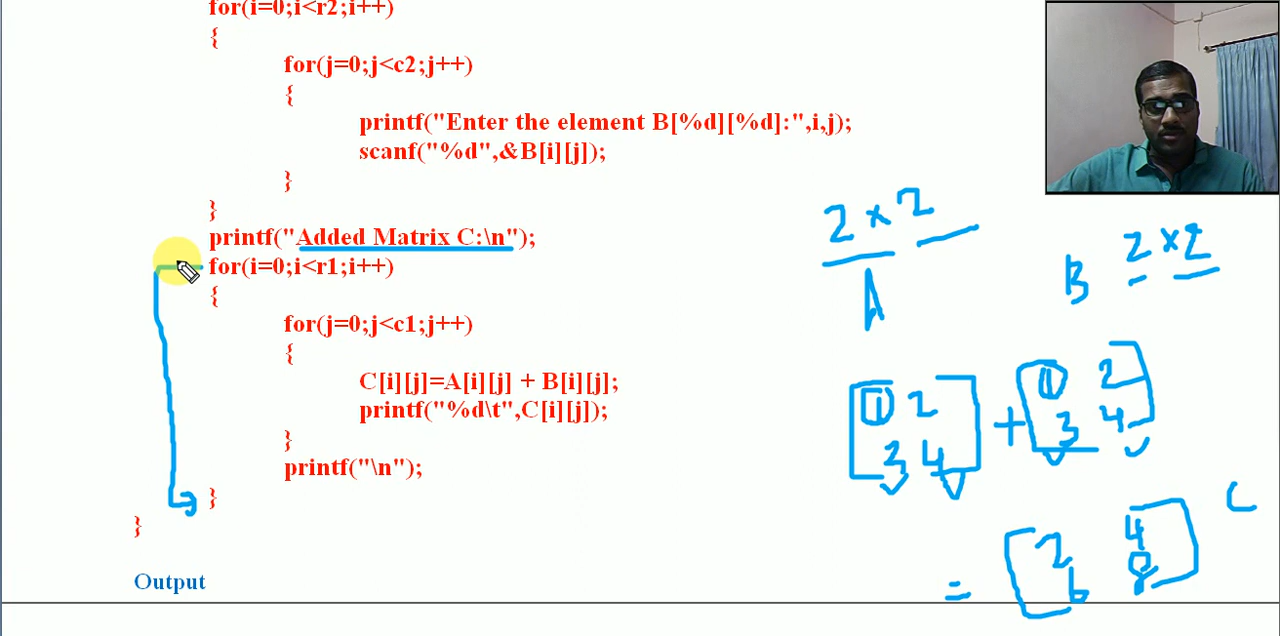 for(i=0;i<r2;i++)
{
for(j=0;j<c2;j++)
{
printf("Enter the element B[%d][%d]:",i,j);
scanf("%d",&B[i][j]);
}
}
printf("Added Matrix C:\n");
for(i=0;i<r1;i++)
{
for(j=0;j<c1;j++)
{
C[i][j]=A[i][j] + B[i][j];
printf("%d\t",C[i][j]);
}
printf("\n");
}
}
Output
2 × 2
A
B 2 × 2
1 2 + 1 2
3 4 3 4
C
= 2 4
6 8